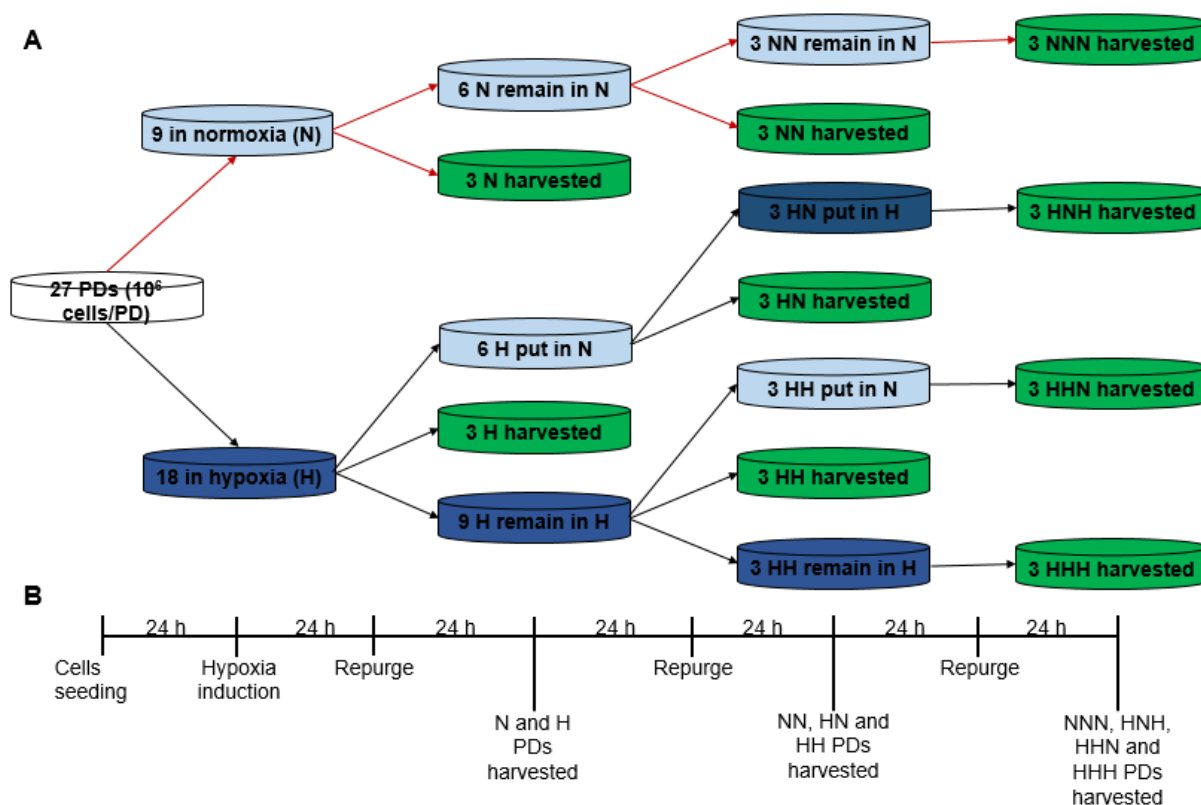 A
9 in normoxia (N)
6 N remain in N
3 NN remain in N
3 NNN harvested
3 NN harvested
3 N harvested
27 PDs (10⁶
cells/PD)
3 HN put in H
3 HNH harvested
3 HN harvested
6 H put in N
3 HH put in N
3 HHN harvested
3 H harvested
18 in hypoxia (H)
3 HH harvested
9 H remain in H
3 HH remain in H
3 HHH harvested
B
24 h 24 h 24 h 24 h 24 h 24 h 24 h
Cells
seeding
Hypoxia
induction
Repurge
N and H
PDs
harvested
Repurge
NN, HN and
HH PDs
harvested
Repurge
NNN, HNH,
HHN and
HHH PDs
harvested